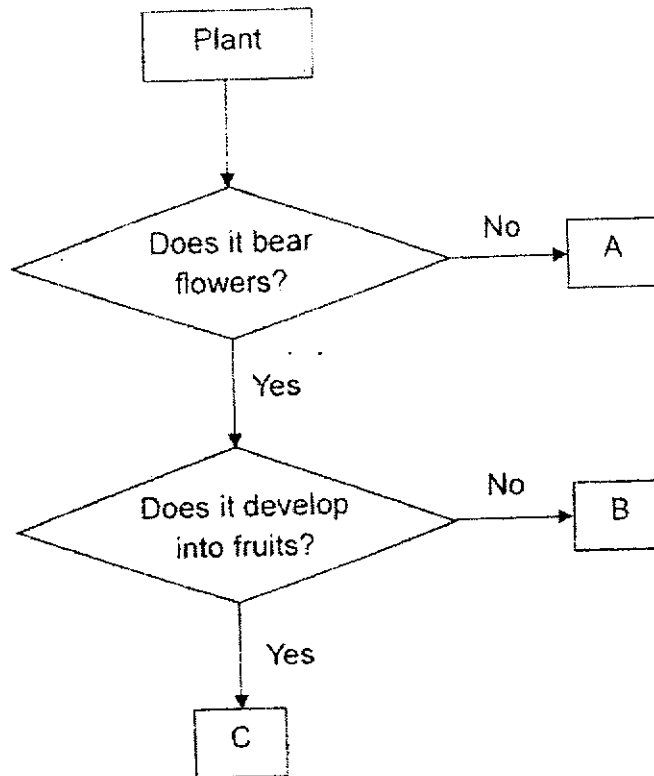 Plant
Does it bear
flowers?
No
A
Yes
Does it develop
into fruits?
No
B
Yes
C